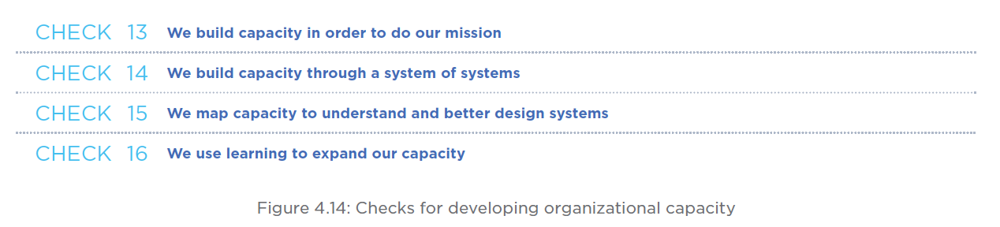 CHECK 13 We build capacity in order to do our mission
CHECK 14 We build capacity through a system of systems
CHECK 15 We map capacity to understand and better design systems
CHECK 16 We use learning to expand our capacity
Figure 4.14: Checks for developing organizational capacity